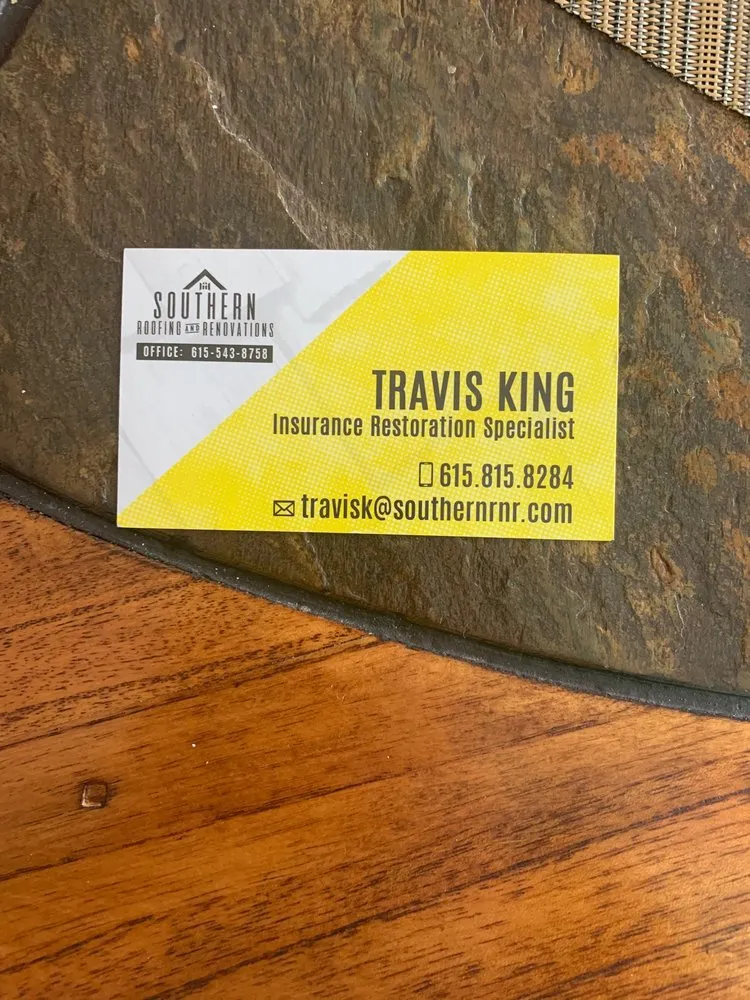 SOUTHERN
ROOFING AND RENOVATIONS
OFFICE: 615-543-8758
TRAVIS KING
Insurance Restoration Specialist
615.815.8284
travisk@southernrnr.com